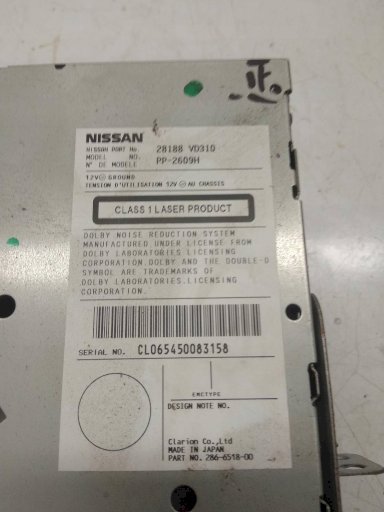 正。
NISSAN
NISSAN PART No. 28188 VD310
MODEL NO.
N° DE MODELE PP-2609H
12V⊖GROUND
TENSION D'UTILISATION 12V⊖AU CHASSIS
CLASS 1 LASER PRODUCT
DOLBY NOISE REDUCTION SYSTEM
MANUFACTURED UNDER LICENSE FROM
DOLBY LABORATORIES LICENSING
CORPORATION.DOLBY AND THE DOUBLE-D
SYMBOL ARE TRADEMARKS OF
DOLBY LABORATORIES LICENSING
CORPORATION.
SERIAL NO. CL065450083158
EMCTYPE
DESIGN NOTE NO.
Clarion Co.,Ltd
MADE IN JAPAN
PART NO. 286-6518-00